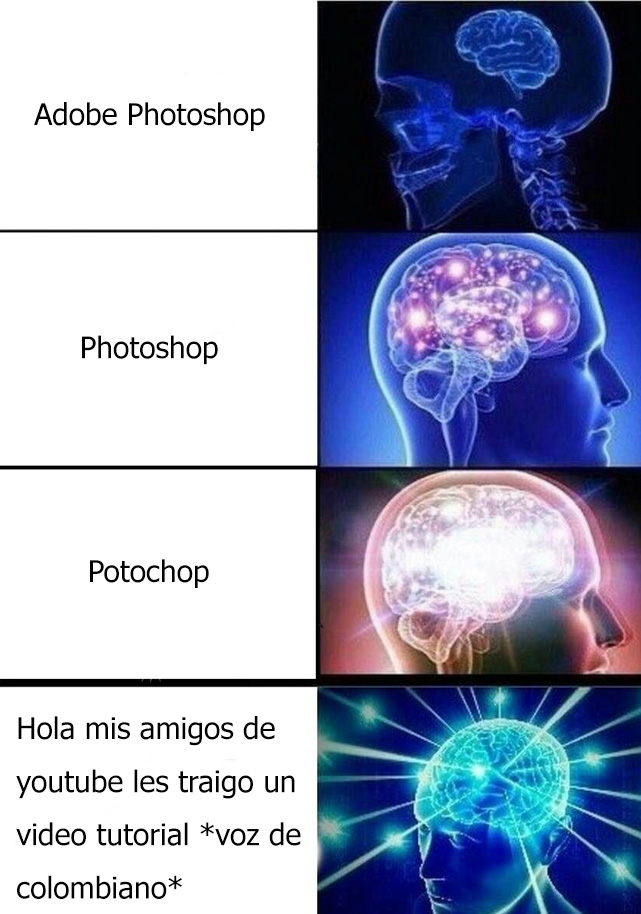 Adobe Photoshop
Photoshop
Potochop
Hola mis amigos de
youtube les traigo un
video tutorial *voz de
colombiano*